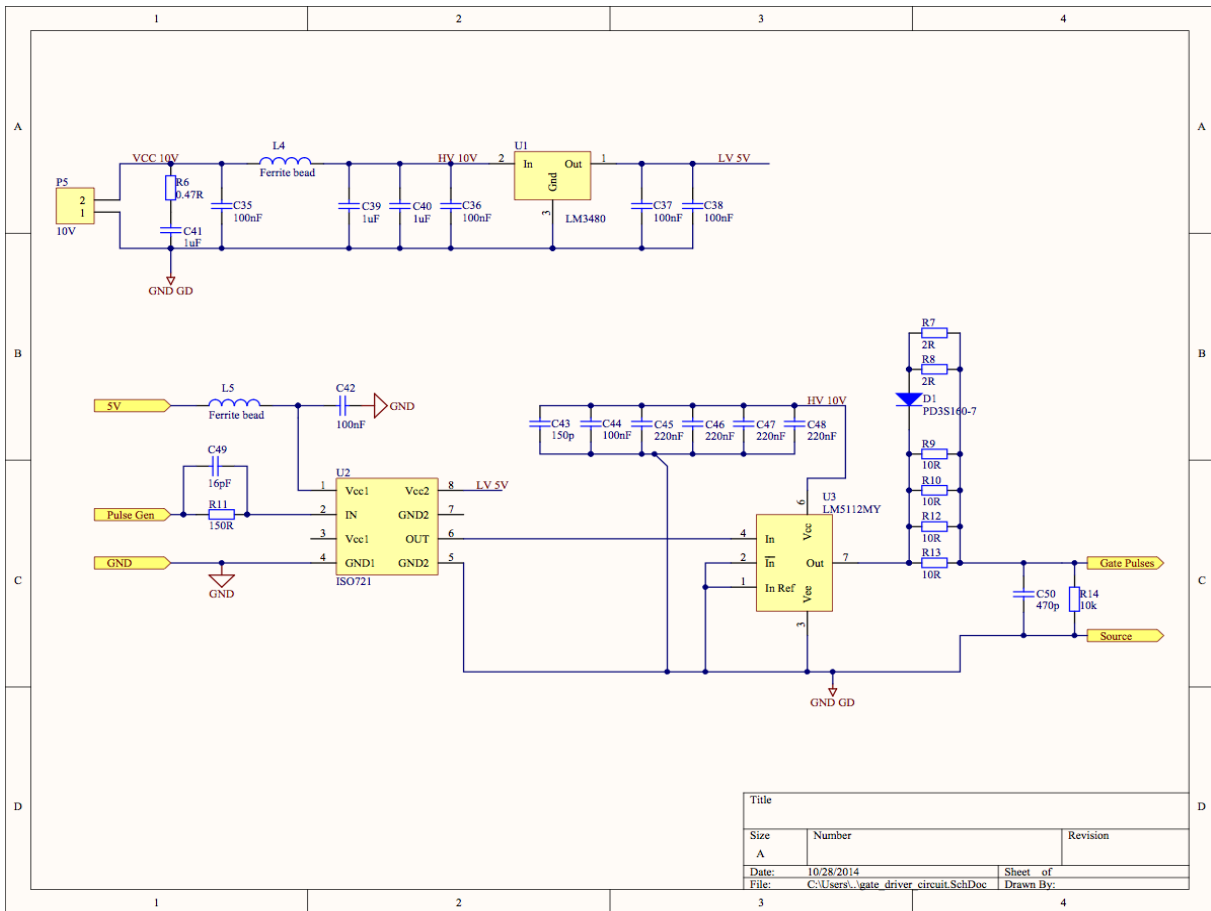 1 2 3 4
A A
VCC 10V
L4
Ferrite bead
HV 10V
2
U1
In Out
Gnd
3
1
LM3480
LV 5V
P5
2
1
10V
R6
0.47R
C35
100nF
C41
1uF
C39
1uF
C40
1uF
C36
100nF
C37
100nF
C38
100nF
GND GD
B B
5V
L5
Ferrite bead
C42
100nF
GND
C49
16pF
Pulse Gen
R11
150R
GND
GND
U2
1 Vcc1 Vcc2 8
LV 5V
2 IN GND2 7
3 Vcc1 OUT 6
4 GND1 GND2 5
ISO721
HV 10V
C43
150p
C44
100nF
C45
220nF
C46
220nF
C47
220nF
C48
220nF
U3
LM5112MY
6
Vcc
4 In
2 In
Out 7
1 In Ref
Vee
3
GND GD
R7
2R
R8
2R
D1
PD3S160-7
R9
10R
R10
10R
R12
10R
R13
10R
Gate Pulses
C50
470p
R14
10k
Source
C C
D D
Title
Size Number Revision
A
Date: 10/28/2014 Sheet of
File: C:\Users\..\gate_driver_circuit.SchDoc Drawn By:
1 2 3 4